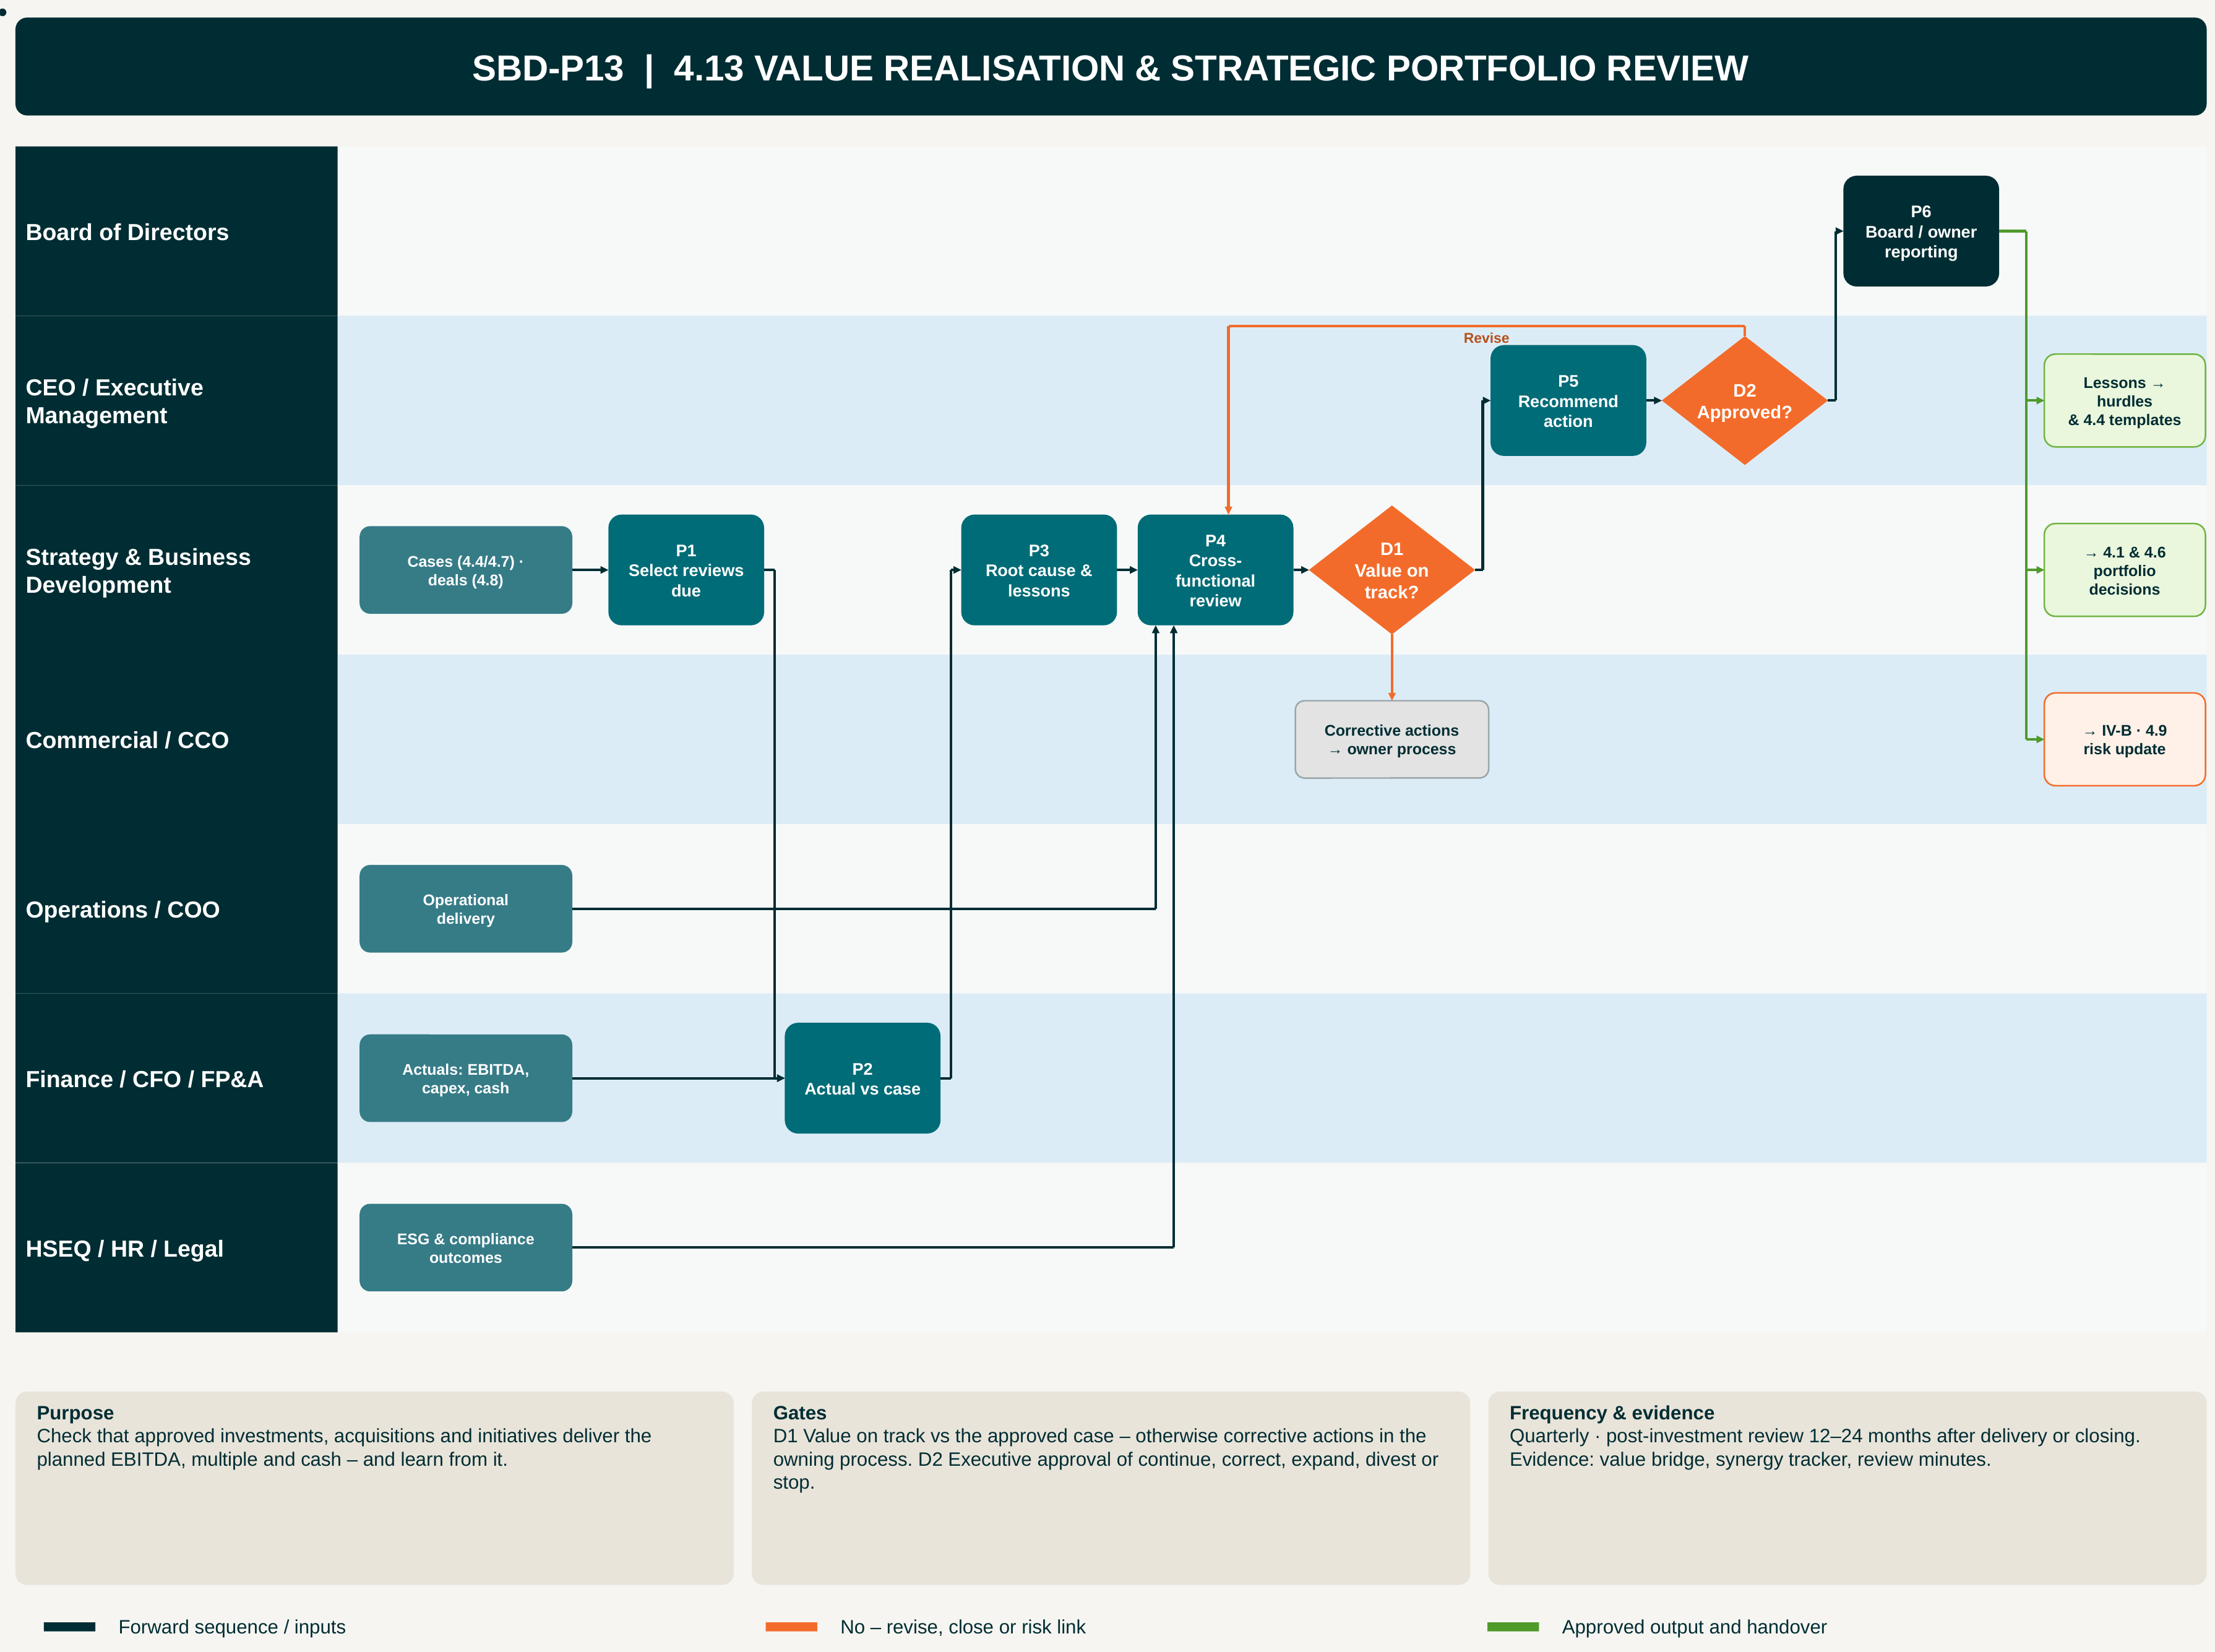 SBD-P13 | 4.13 VALUE REALISATION & STRATEGIC PORTFOLIO REVIEW
Board of Directors
P6
Board / owner
reporting
CEO / Executive
Management
Revise
P5
Recommend
action
D2
Approved?
Lessons →
hurdles
& 4.4 templates
Strategy & Business
Development
Cases (4.4/4.7) ·
deals (4.8)
P1
Select reviews
due
P3
Root cause &
lessons
P4
Cross-
functional
review
D1
Value on
track?
→ 4.1 & 4.6
portfolio
decisions
Commercial / CCO
Corrective actions
→ owner process
→ IV-B · 4.9
risk update
Operations / COO
Operational
delivery
Finance / CFO / FP&A
Actuals: EBITDA,
capex, cash
P2
Actual vs case
HSEQ / HR / Legal
ESG & compliance
outcomes
Purpose
Check that approved investments, acquisitions and initiatives deliver the
planned EBITDA, multiple and cash – and learn from it.
Gates
D1 Value on track vs the approved case – otherwise corrective actions in the
owning process. D2 Executive approval of continue, correct, expand, divest or
stop.
Frequency & evidence
Quarterly · post-investment review 12–24 months after delivery or closing.
Evidence: value bridge, synergy tracker, review minutes.
Forward sequence / inputs
No – revise, close or risk link
Approved output and handover